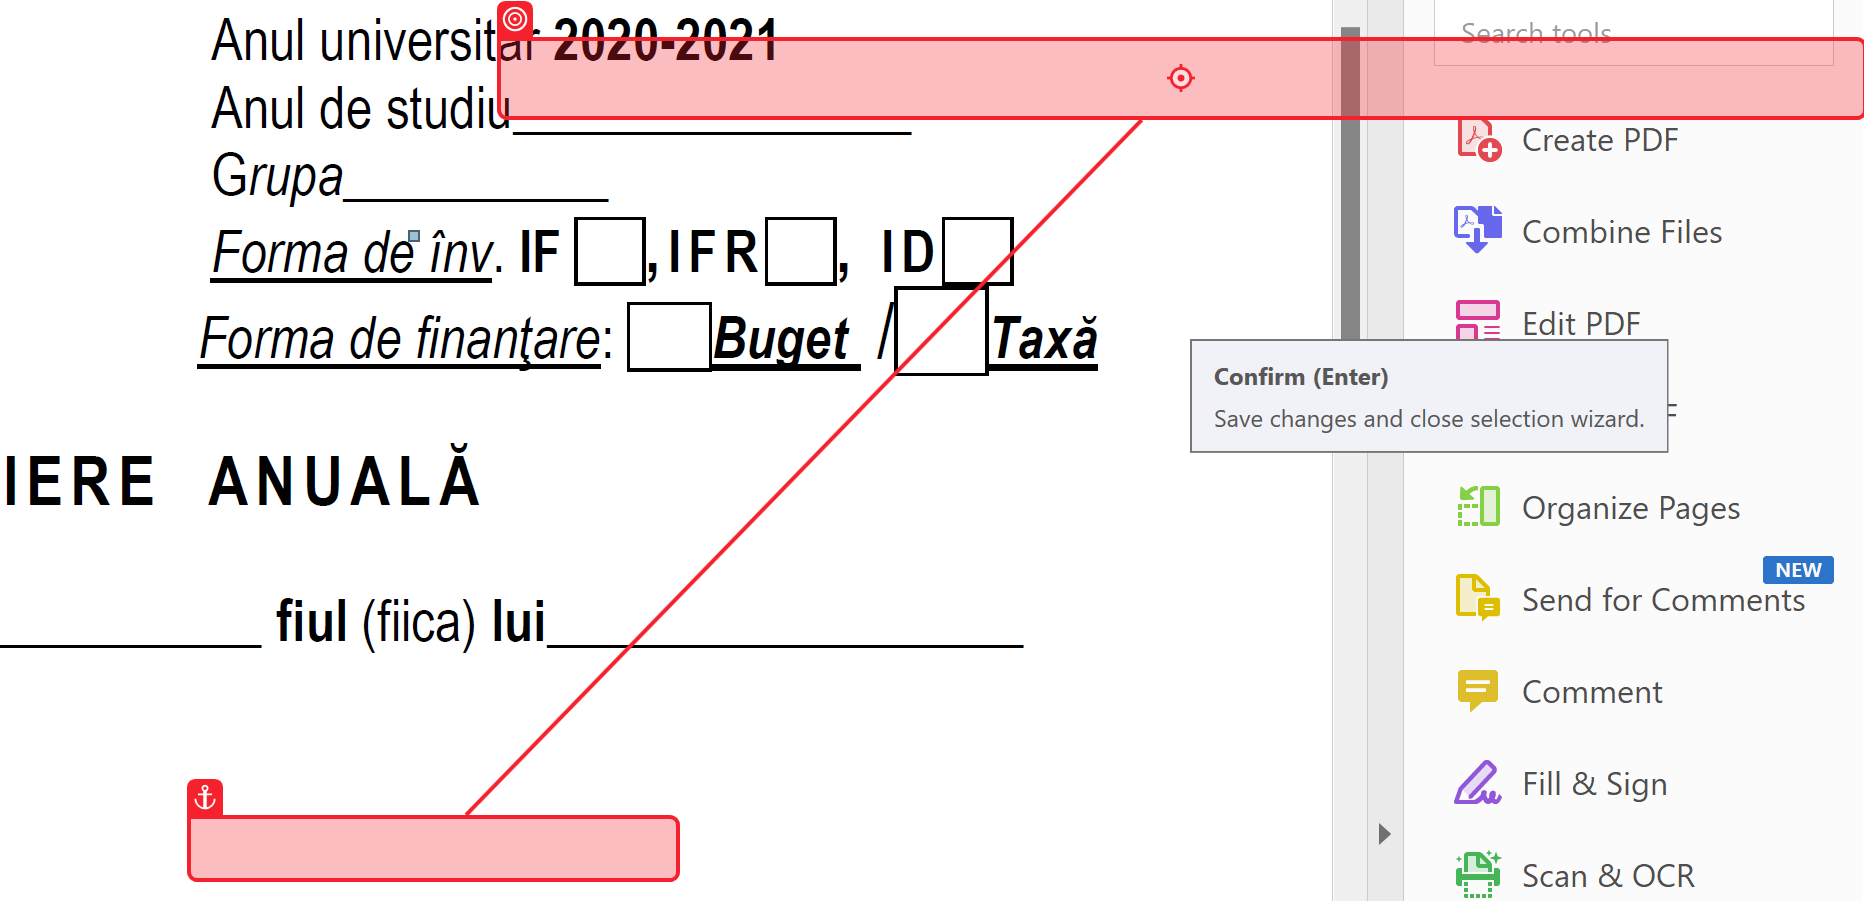 Anul universitar 2020-2021
Anul de studiu_______________
Grupa__________
Forma de înv. IF , IFR , ID
Forma de finanţare: Buget / Taxă
IERE ANUALĂ
__________ fiul (fiica) lui__________________
Search tools
Create PDF
Combine Files
Edit PDF
Confirm (Enter)
Save changes and close selection wizard.
F
Organize Pages
NEW
Send for Comments
Comment
Fill & Sign
Scan & OCR